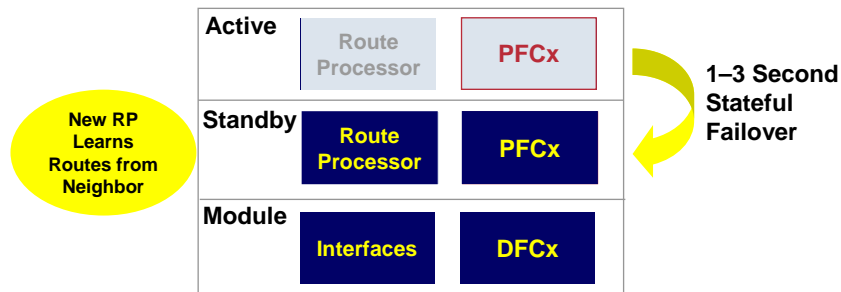 Active
Route
Processor
PFCx
1–3 Second
Stateful
Failover
New RP
Learns
Routes from
Neighbor
Standby
Route
Processor
PFCx
Module
Interfaces
DFCx